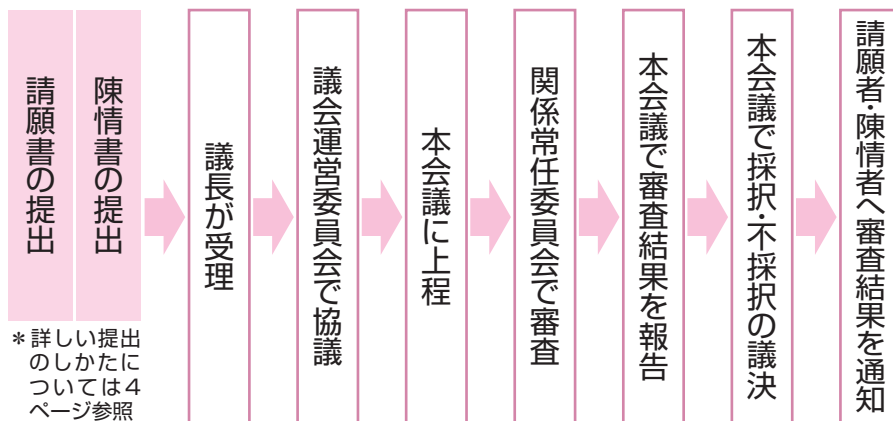 請願書の提出
陳情書の提出
＊詳しい提出
のしかたに
ついては4
ページ参照
議長が受理
議会運営委員会で協議
本会議に上程
関係常任委員会で審査
本会議で審査結果を報告
本会議で採択・不採択の議決
請願者・陳情者へ審査結果を通知